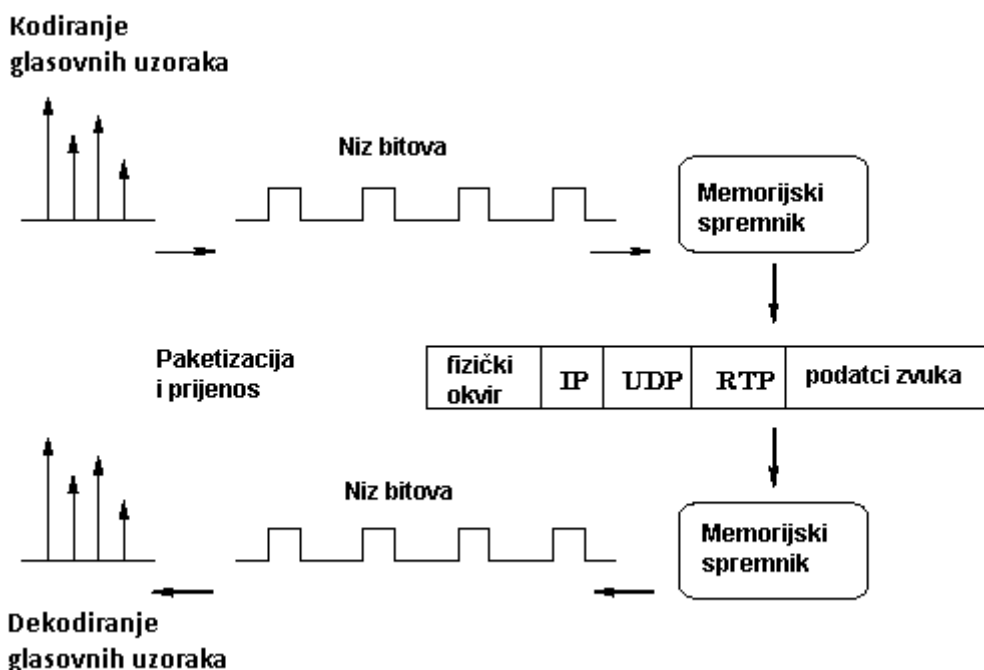 Kodiranje
glasovnih uzoraka
Niz bitova
Memorijski
spremnik
Paketizacija
i prijenos
fizički
okvir
IP
UDP
RTP
podatci zvuka
Niz bitova
Memorijski
spremnik
Dekodiranje
glasovnih uzoraka